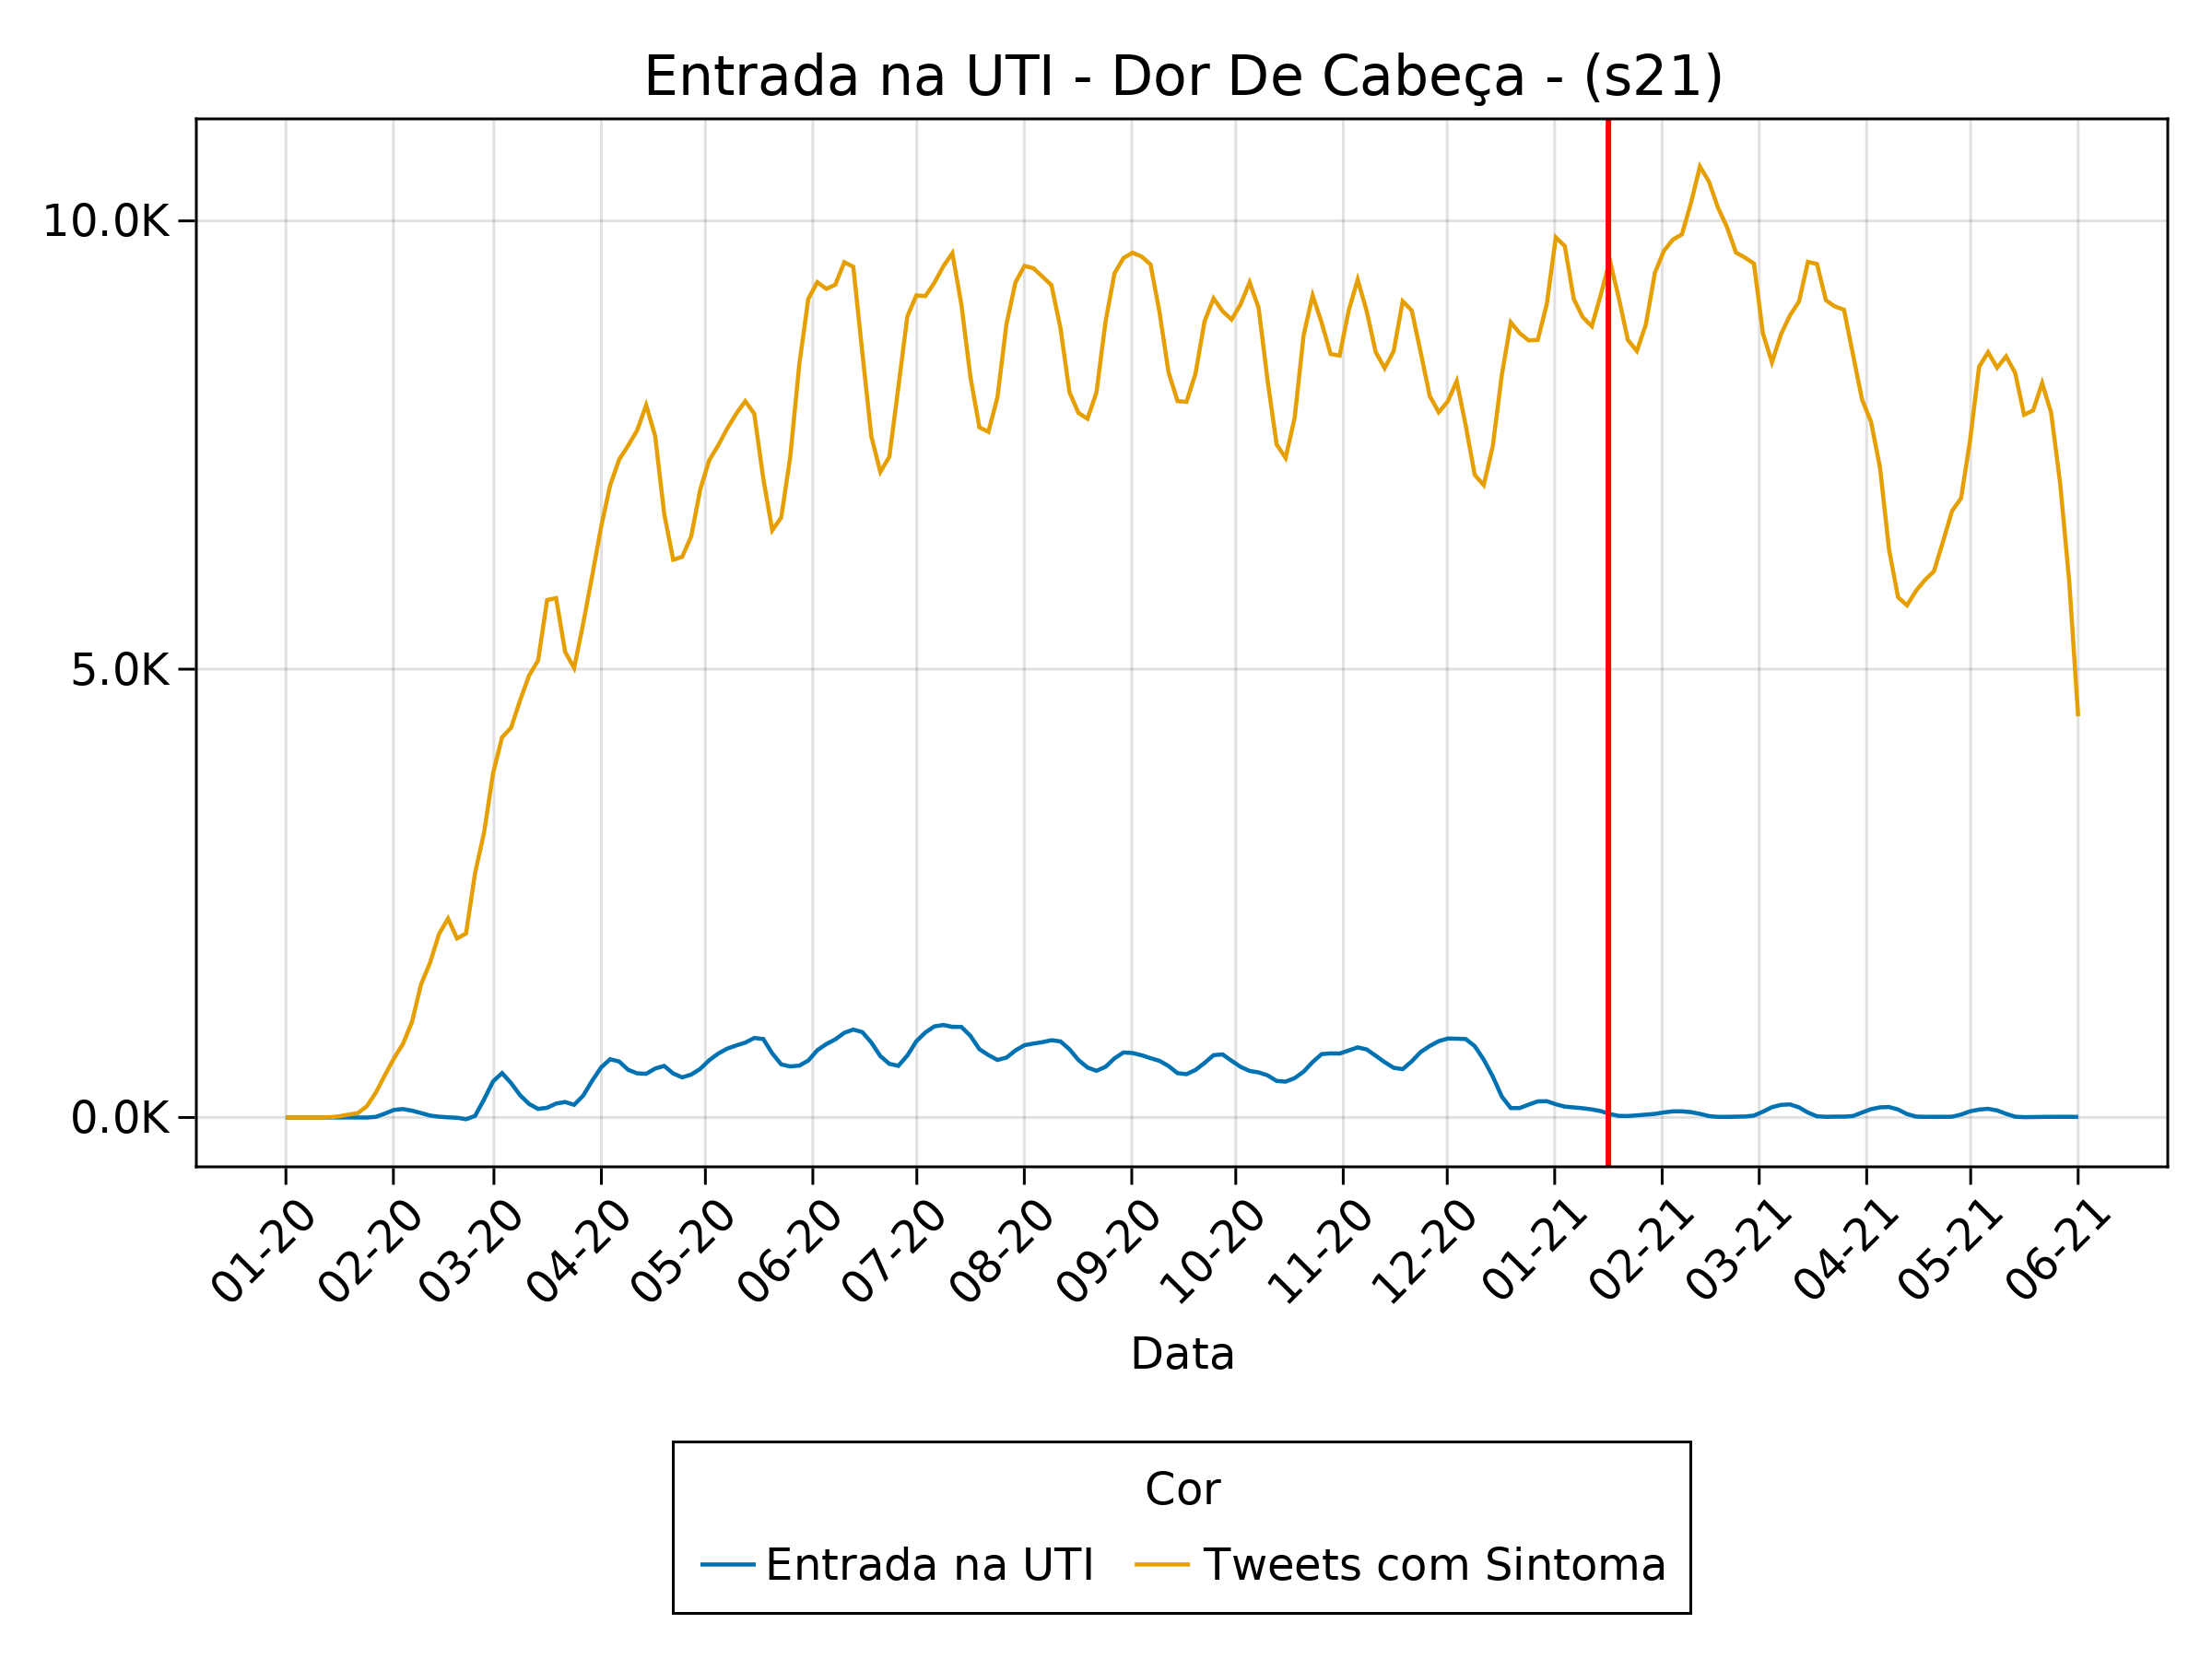 Entrada na UTI - Dor De Cabeça - (s21)
10.0K
5.0K
0.0K
01-20 02-20 03-20 04-20 05-20 06-20 07-20 08-20 09-20 10-20 11-20 12-20 01-21 02-21 03-21 04-21 05-21 06-21
Data
Cor
Entrada na UTI Tweets com Sintoma